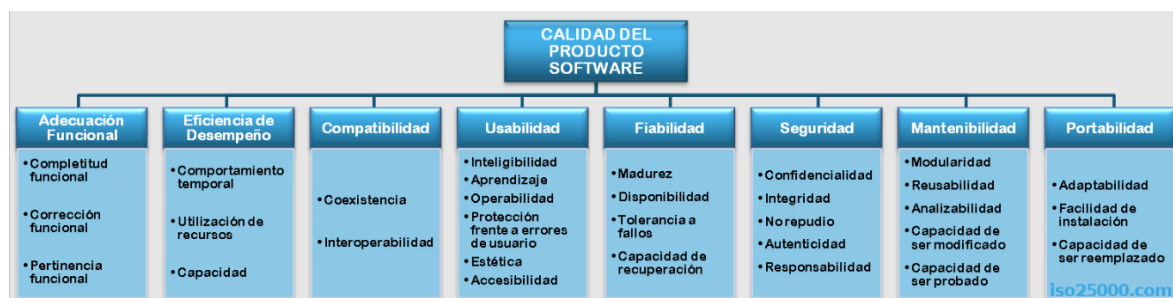 CALIDAD DEL
PRODUCTO
SOFTWARE
Adecuación
Funcional
• Completitud
funcional
• Corrección
funcional
• Pertinencia
funcional
Eficiencia de
Desempeño
• Comportamiento
temporal
• Utilización de
recursos
• Capacidad
Compatibilidad
• Coexistencia
• Interoperabilidad
Usabilidad
• Inteligibilidad
• Aprendizaje
• Operabilidad
• Protección
frente a errores
de usuario
• Estética
• Accesibilidad
Fiabilidad
• Madurez
• Disponibilidad
• Tolerancia a
fallos
• Capacidad de
recuperación
Seguridad
• Confidencialidad
• Integridad
• No repudio
• Autenticidad
• Responsabilidad
Mantenibilidad
• Modularidad
• Reusabilidad
• Analizabilidad
• Capacidad de
ser modificado
• Capacidad de
ser probado
Portabilidad
• Adaptabilidad
• Facilidad de
instalación
• Capacidad de
ser reemplazado
iso25000.com